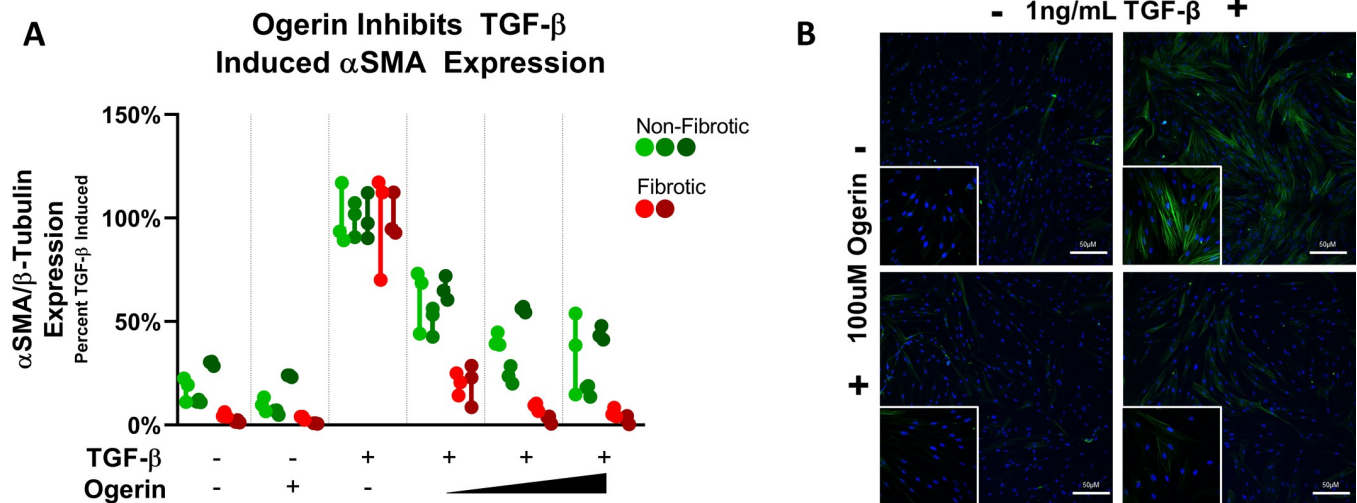 A
Ogerin Inhibits TGF-β
Induced αSMA Expression
αSMA/β-Tubulin
Expression
Percent TGF-β Induced
150%
100%
50%
0%
Non-Fibrotic
Fibrotic
TGF-β - - + + + +
Ogerin - + -
B
- 1ng/mL TGF-β +
+ 100uM Ogerin -
50μM
50μM
50μM
50μM